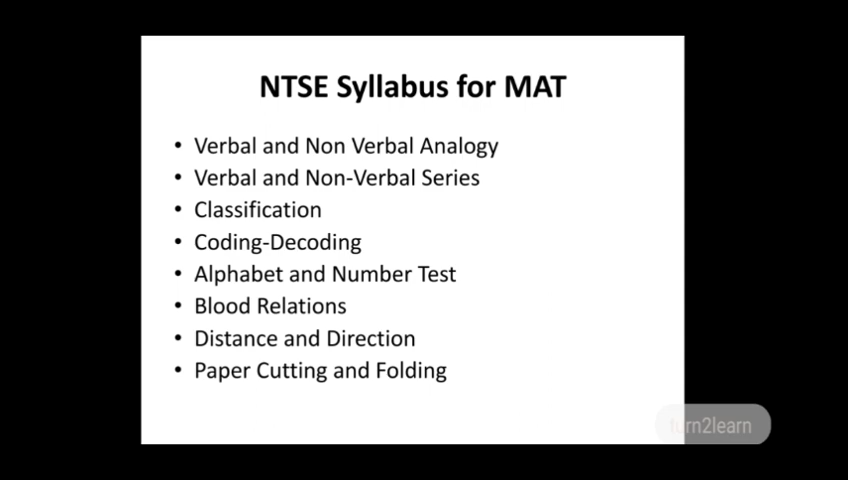 NTSE Syllabus for MAT
• Verbal and Non Verbal Analogy
• Verbal and Non-Verbal Series
• Classification
• Coding-Decoding
• Alphabet and Number Test
• Blood Relations
• Distance and Direction
• Paper Cutting and Folding
turn2learn